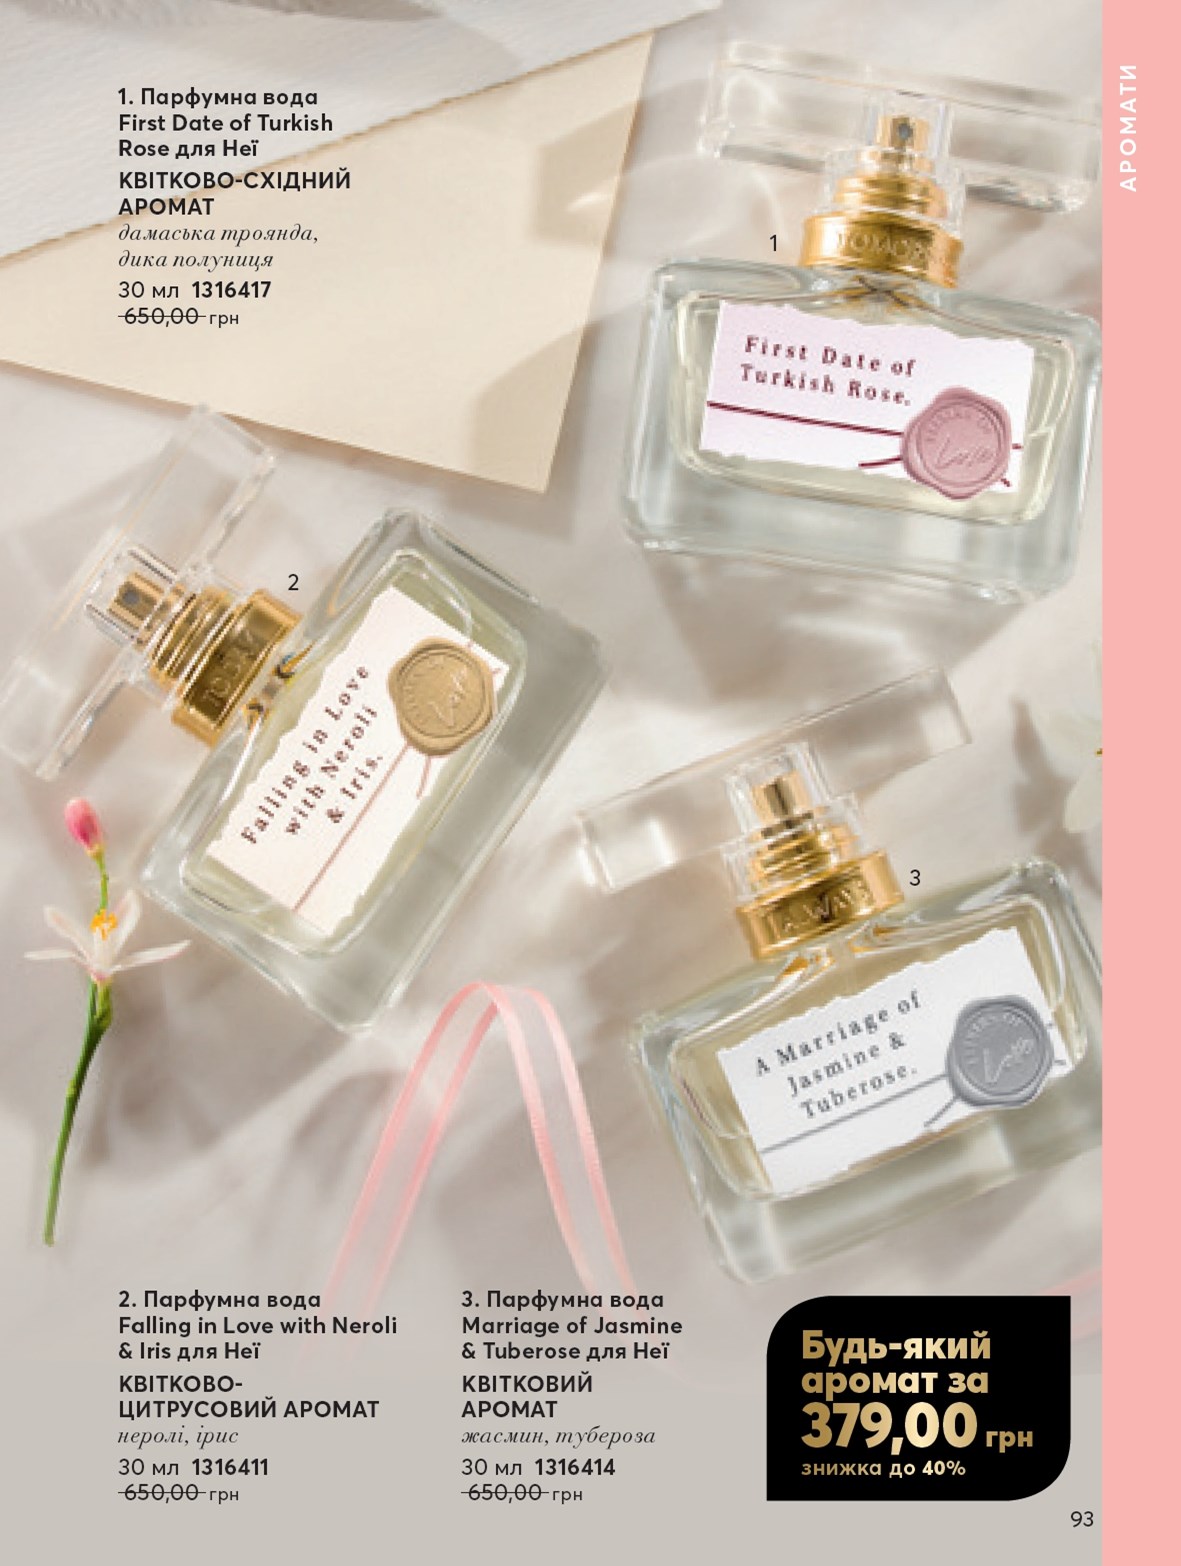 АРОМАТИ
1. Парфумна вода
First Date of Turkish
Rose для Неї
КВІТКОВО-СХІДНИЙ
АРОМАТ
дамаська троянда,
дика полуниця
30 мл 1316417
650,00 грн
1
First Date of
Turkish Rose.
Love
2
Falling in Love
with Neroli
& Iris.
3
A Marriage of
Jasmine &
Tuberose.
2. Парфумна вода
Falling in Love with Neroli
& Iris для Неї
КВІТКОВО-
ЦИТРУСОВИЙ АРОМАТ
неролі, ірис
30 мл 1316411
650,00 грн
3. Парфумна вода
Marriage of Jasmine
& Tuberose для Неї
КВІТКОВИЙ
АРОМАТ
жасмин, тубероза
30 мл 1316414
650,00 грн
Будь-який
аромат за
379,00 грн
знижка до 40%
93